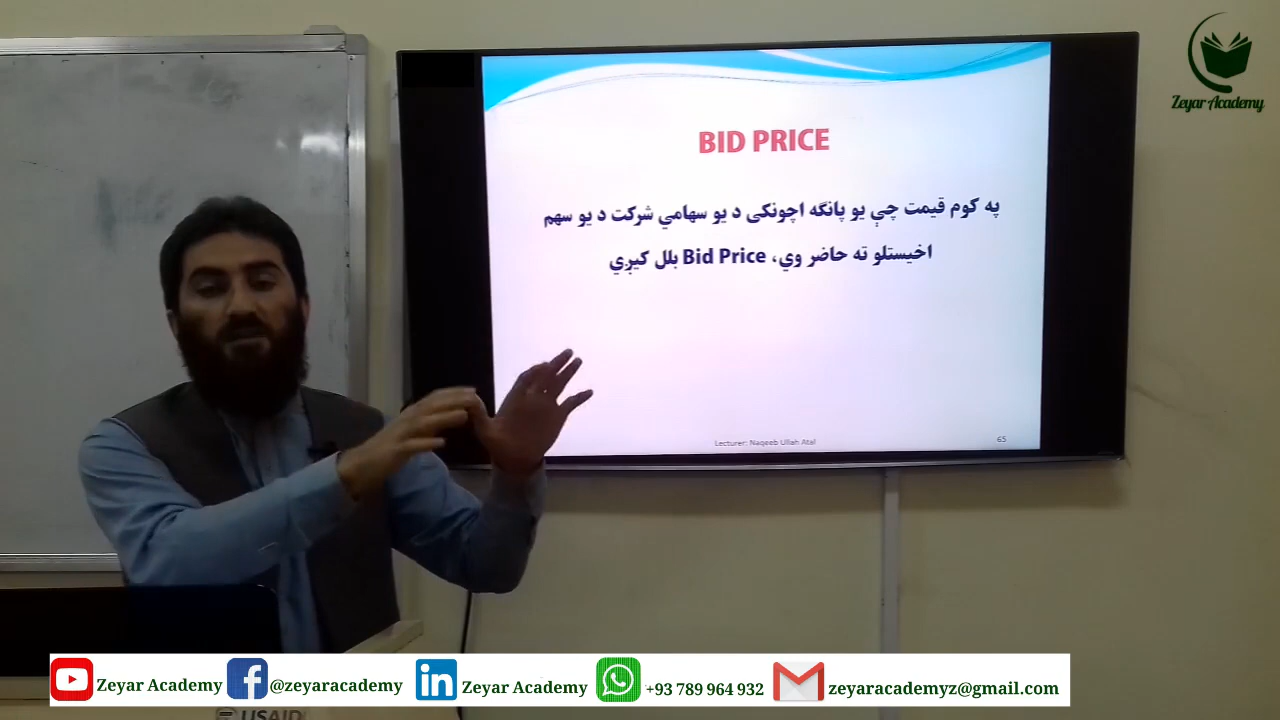 Zeyar Academy
BID PRICE
په کوم قیمت چې یو پانګه اچونکی د یو سهامي شرکت د یو سهم
اخیستلو ته حاضر وي، Bid Price بلل کیږي
Lecturer: Naqeeb Ullah Atal
65
Zeyar Academy
@zeyaracademy
in
Zeyar Academy
+93 789 964 932
zeyaracademyz@gmail.com
USAID